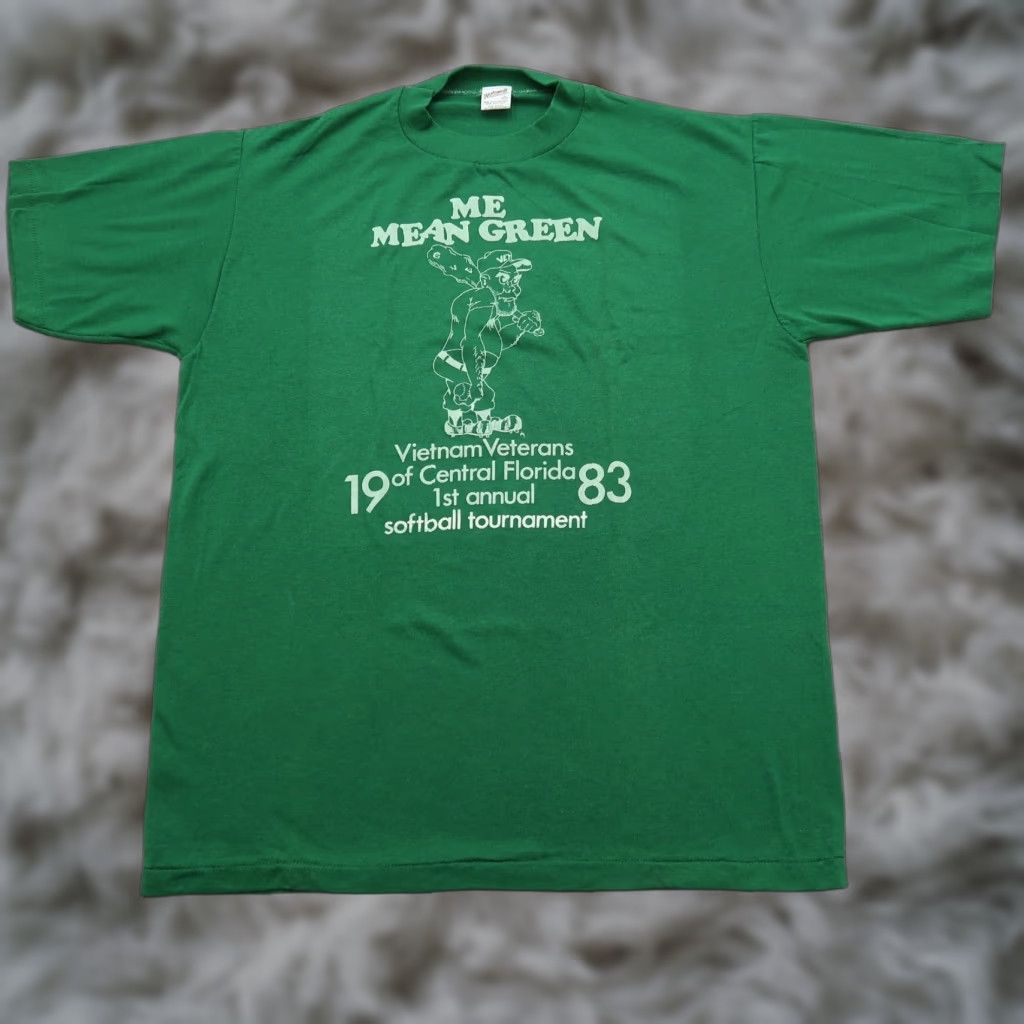 ME
MEAN GREEN
Vietnam Veterans
of Central Florida
19 83
1st annual
softball tournament